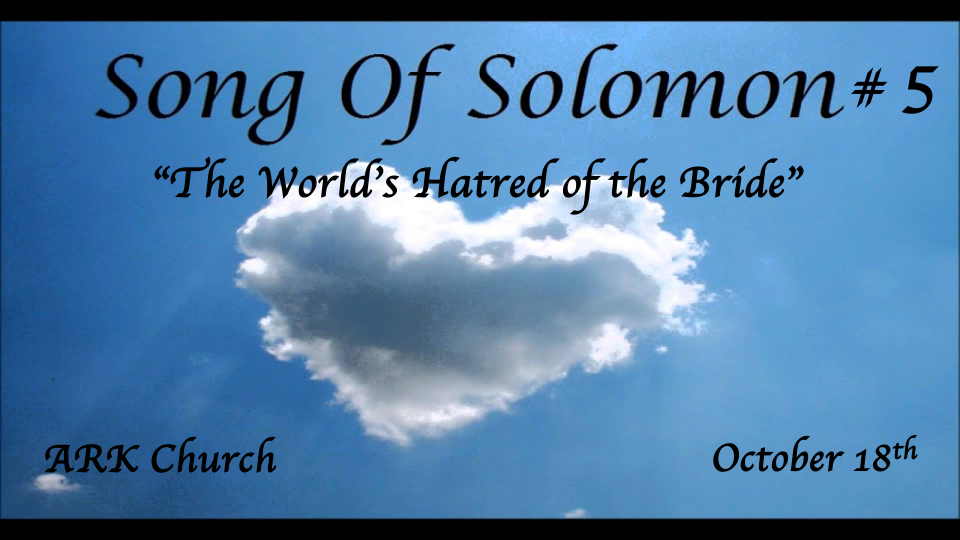 Song Of Solomon # 5
“The World’s Hatred of the Bride”
ARK Church
October 18th